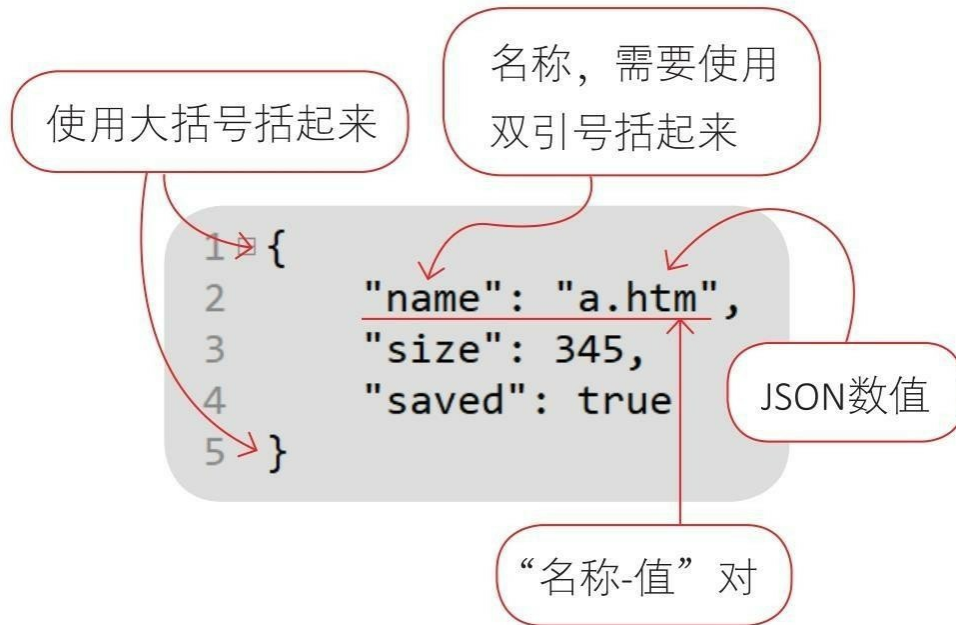 名称，需要使用
双引号括起来
使用大括号括起来
1 {
2 "name": "a.htm",
3 "size": 345,
4 "saved": true
5 }
JSON数值
“名称-值”对